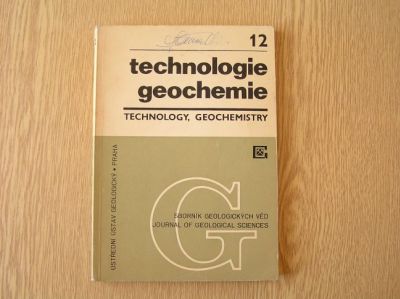 12
technologie
geochemie
TECHNOLOGY, GEOCHEMISTRY
G
SBORNÍK GEOLOGICKÝCH VĚD
JOURNAL OF GEOLOGICAL SCIENCES
ÚSTŘEDNÍ ÚSTAV GEOLOGICKÝ • PRAHA